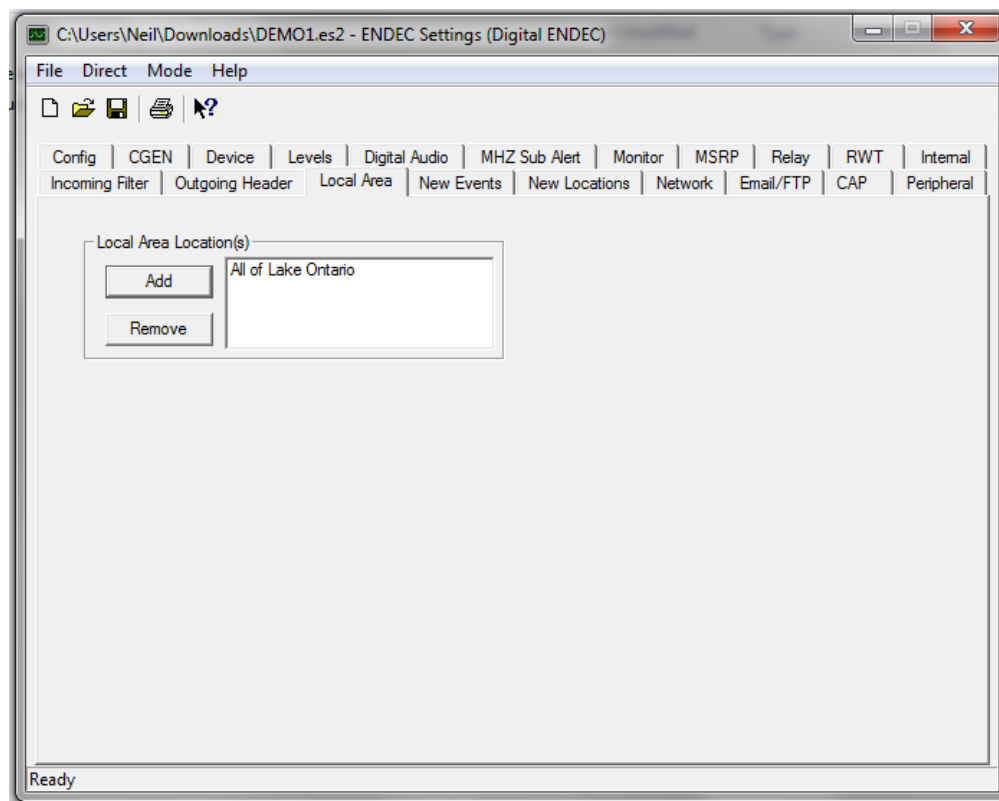 C:\Users\Neil\Downloads\DEMO1.es2 - ENDEC Settings (Digital ENDEC)
File Direct Mode Help
Config CGEN Device Levels Digital Audio MHZ Sub Alert Monitor MSRP Relay RWT Internal
Incoming Filter Outgoing Header Local Area New Events New Locations Network Email/FTP CAP Peripheral
Local Area Location(s)
Add
All of Lake Ontario
Remove
Ready